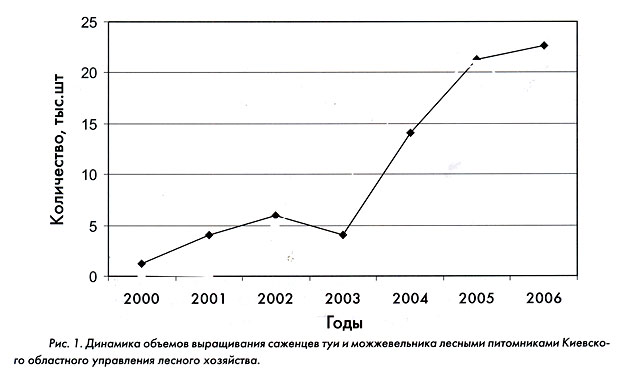 25
20
15
10
5
0
Количество, тыс.шт
2000 2001 2002 2003 2004 2005 2006
Годы
Рис. 1. Динамика объемов выращивания саженцев туи и можжевельника лесными питомниками Киевско-
го областного управления лесного хозяйства.